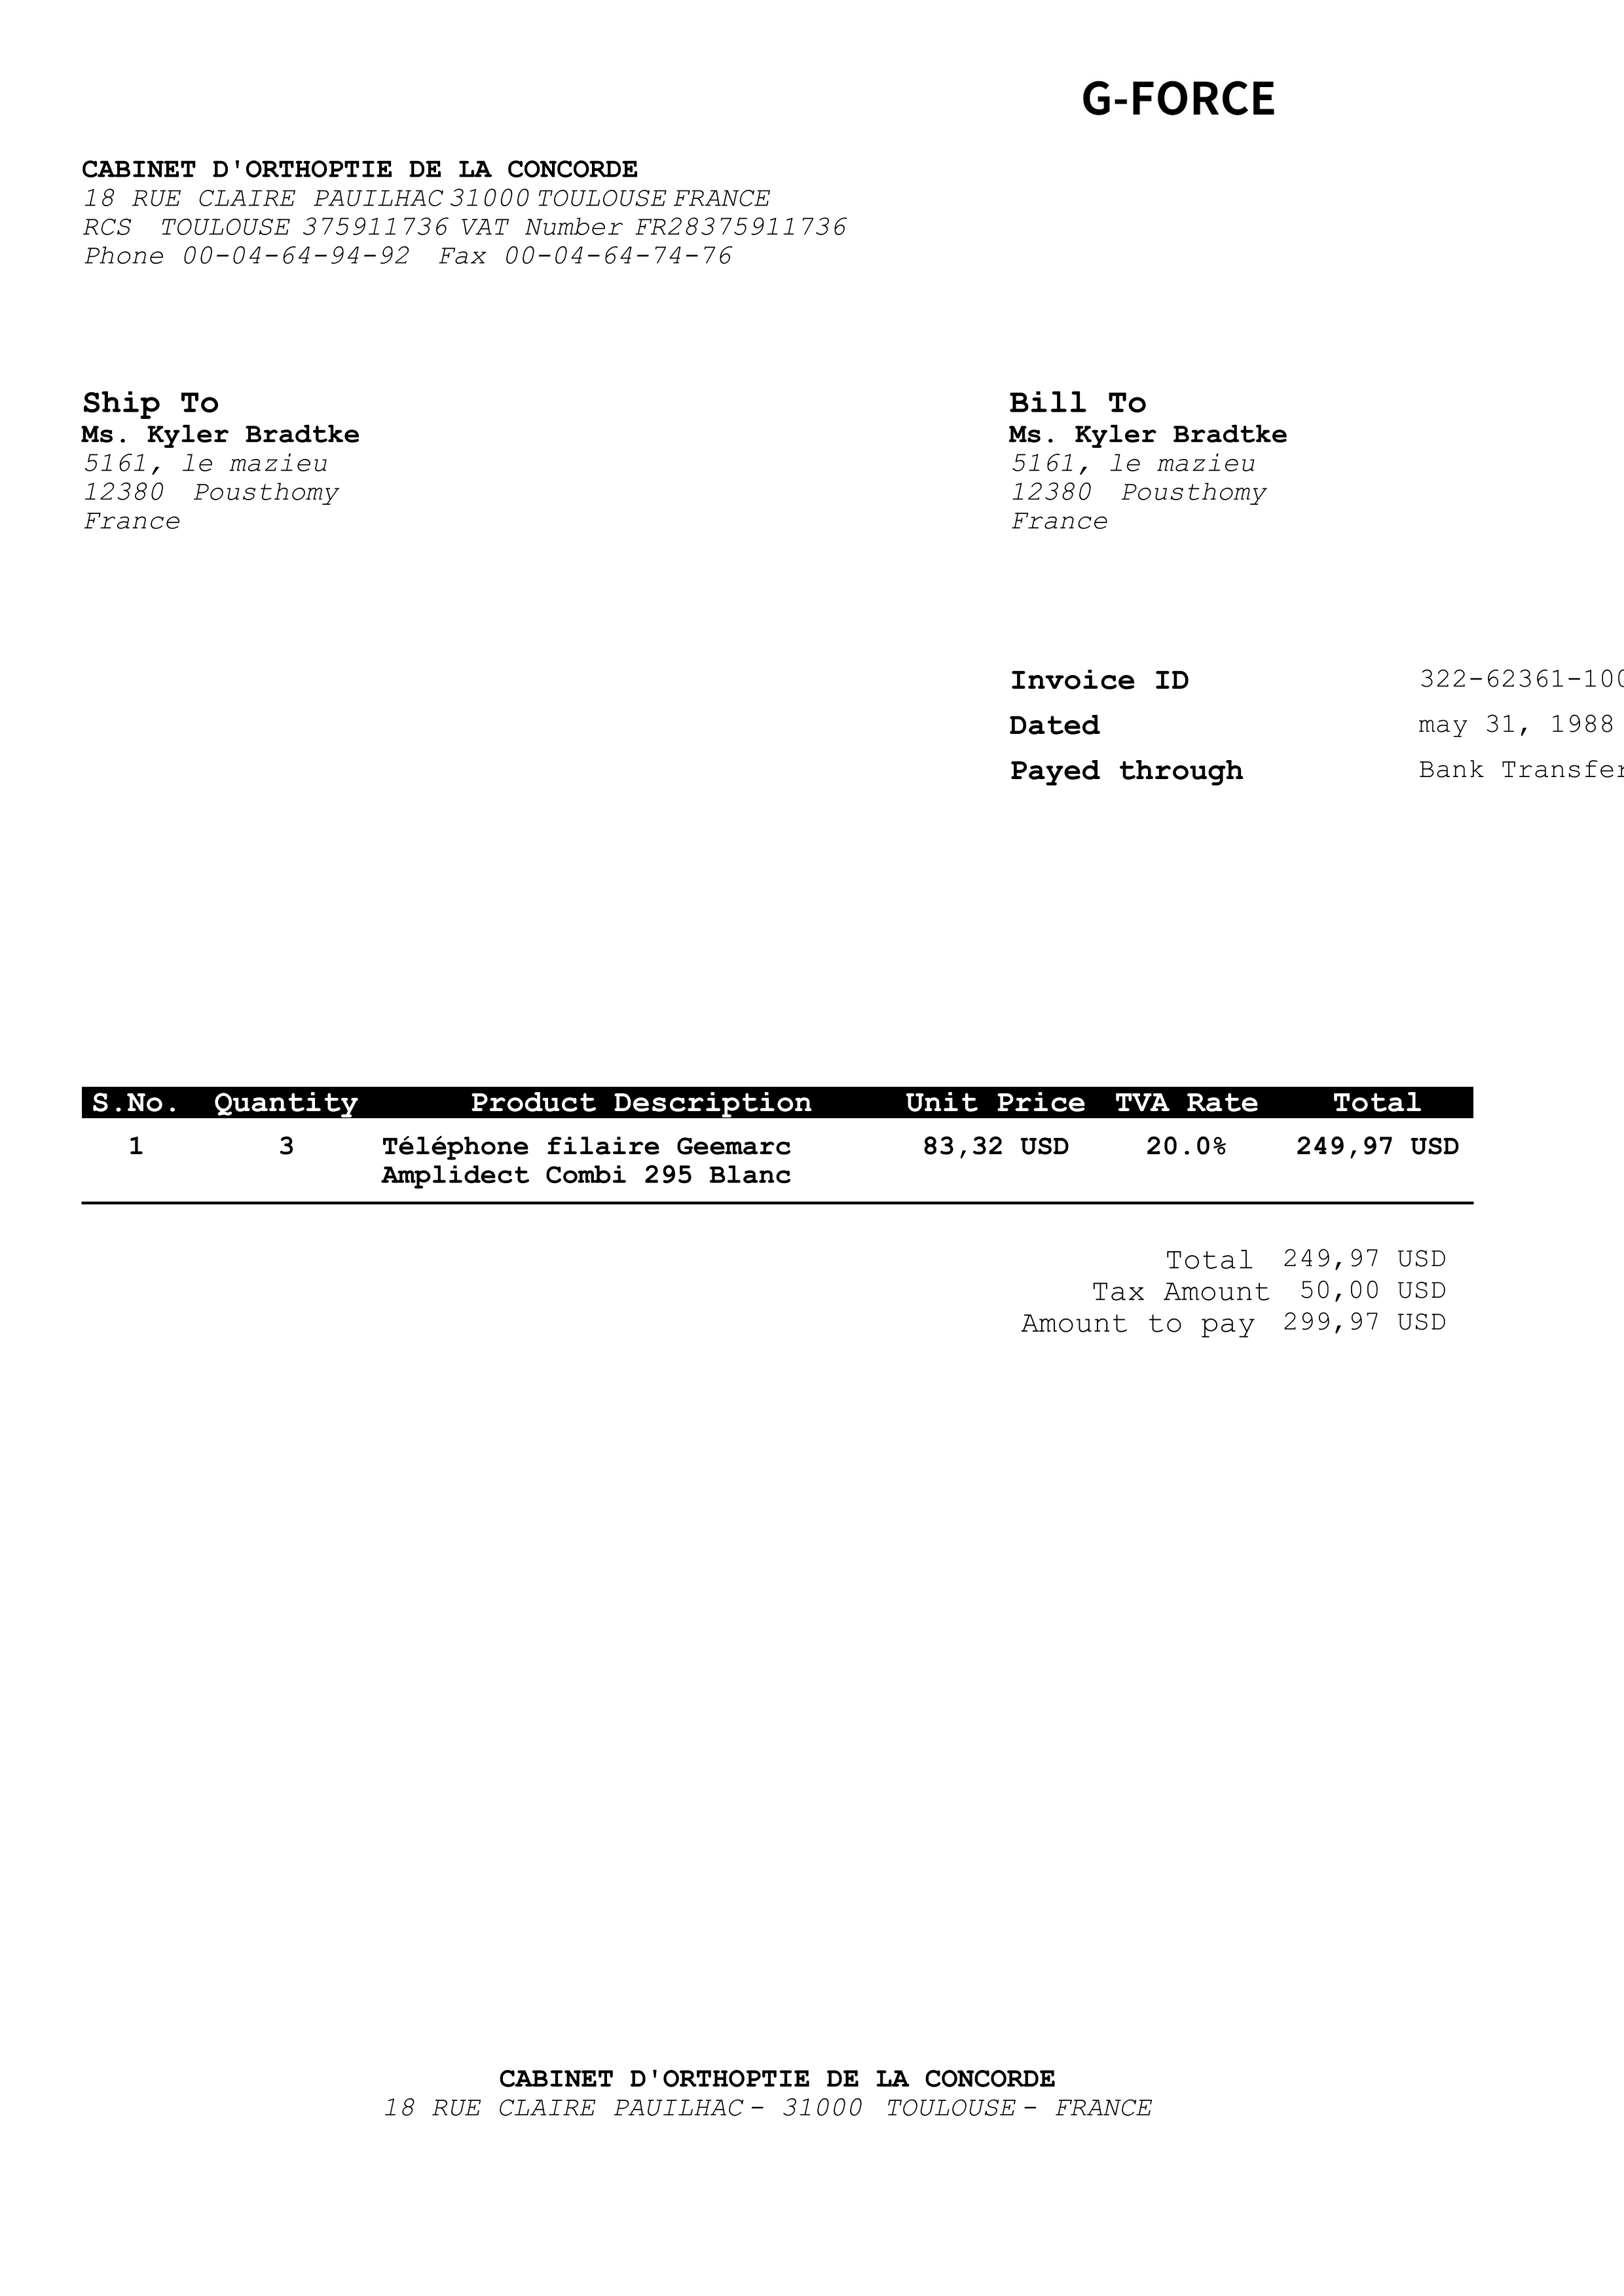 G-FORCE
CABINET D'ORTHOPTIE DE LA CONCORDE
18 RUE CLAIRE PAUILHAC 31000 TOULOUSE FRANCE
RCS TOULOUSE 375911736 VAT Number FR28375911736
Phone 00-04-64-94-92 Fax 00-04-64-74-76
Ship To
Ms. Kyler Bradtke
5161, le mazieu
12380 Pousthomy
France
Bill To
Ms. Kyler Bradtke
5161, le mazieu
12380 Pousthomy
France
Invoice ID
Dated may 31, 1988
Payed through Bank Transfer
S.No. Quantity Product Description Unit Price TVA Rate Total
1 3 Téléphone filaire Geemarc 83,32 USD 20.0% 249,97 USD
Amplidect Combi 295 Blanc
Total 249,97 USD
Tax Amount 50,00 USD
Amount to pay 299,97 USD
CABINET D'ORTHOPTIE DE LA CONCORDE
18 RUE CLAIRE PAUILHAC - 31000 TOULOUSE - FRANCE